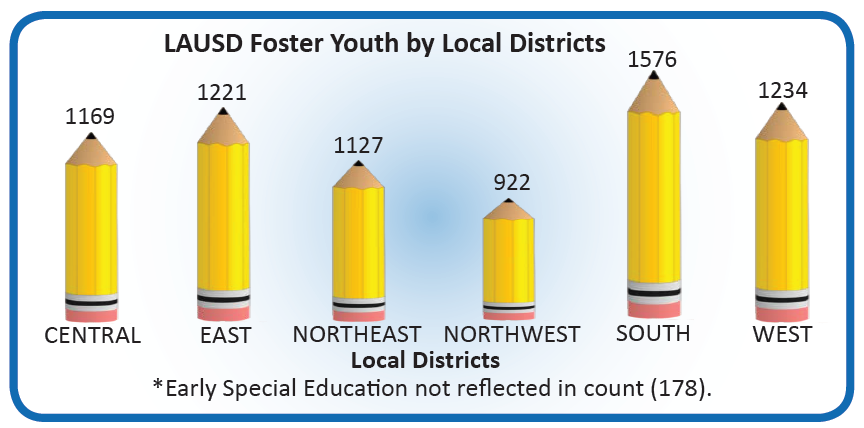 LAUSD Foster Youth by Local Districts
1169
1221
1127
922
1576
1234
CENTRAL
EAST
NORTHEAST
NORTHWEST
SOUTH
WEST
Local Districts
*Early Special Education not reflected in count (178).